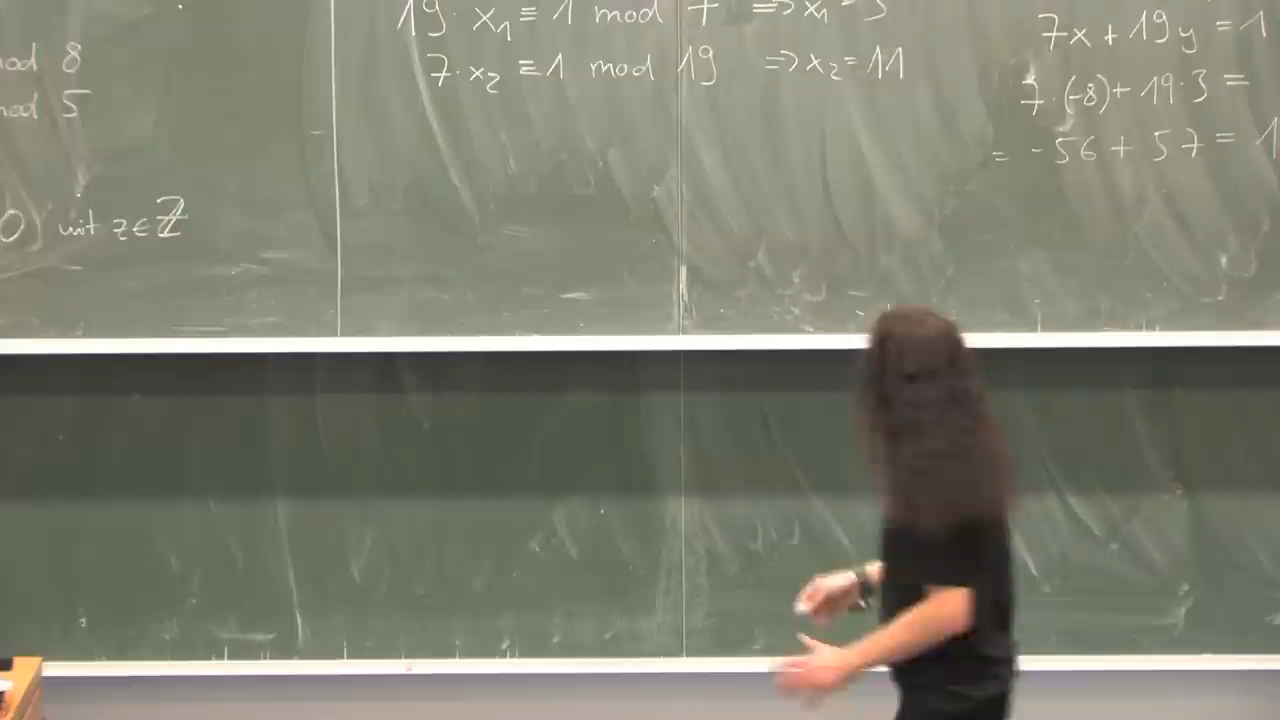 mod 8
mod 5
0) mit z ∈ ℤ
19 · x₁ ≡ 1 mod 7 ⇒ x₁ = 3
7 · x₂ ≡ 1 mod 19 ⇒ x₂ = 11
7x + 19y = 1
7 · (-8) + 19 · 3 =
= -56 + 57 = 1